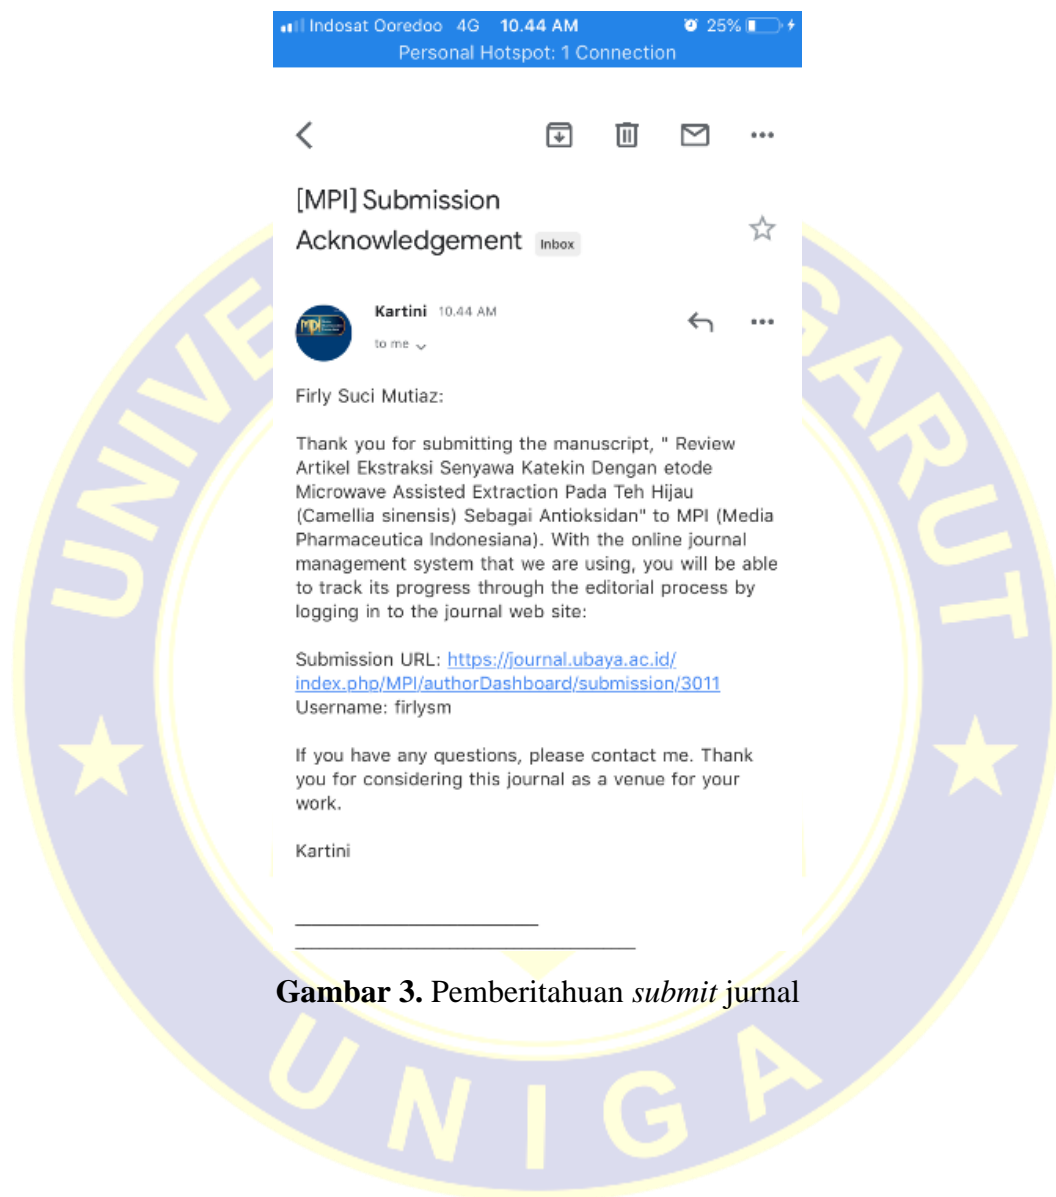 Indosat Ooredoo 4G 10.44 AM 25%
Personal Hotspot: 1 Connection
[MPI] Submission
Acknowledgement Inbox
Kartini 10.44 AM
MPI
to me
Firly Suci Mutiaz:
Thank you for submitting the manuscript, " Review
Artikel Ekstraksi Senyawa Katekin Dengan etode
Microwave Assisted Extraction Pada Teh Hijau
(Camellia sinensis) Sebagai Antioksidan" to MPI (Media
Pharmaceutica Indonesiana). With the online journal
management system that we are using, you will be able
to track its progress through the editorial process by
logging in to the journal web site:
Submission URL: https://journal.ubaya.ac.id/
index.php/MPI/authorDashboard/submission/3011
Username: firlysm
If you have any questions, please contact me. Thank
you for considering this journal as a venue for your
work.
Kartini
Gambar 3. Pemberitahuan submit jurnal
UNIVE GARUT
UNIGA